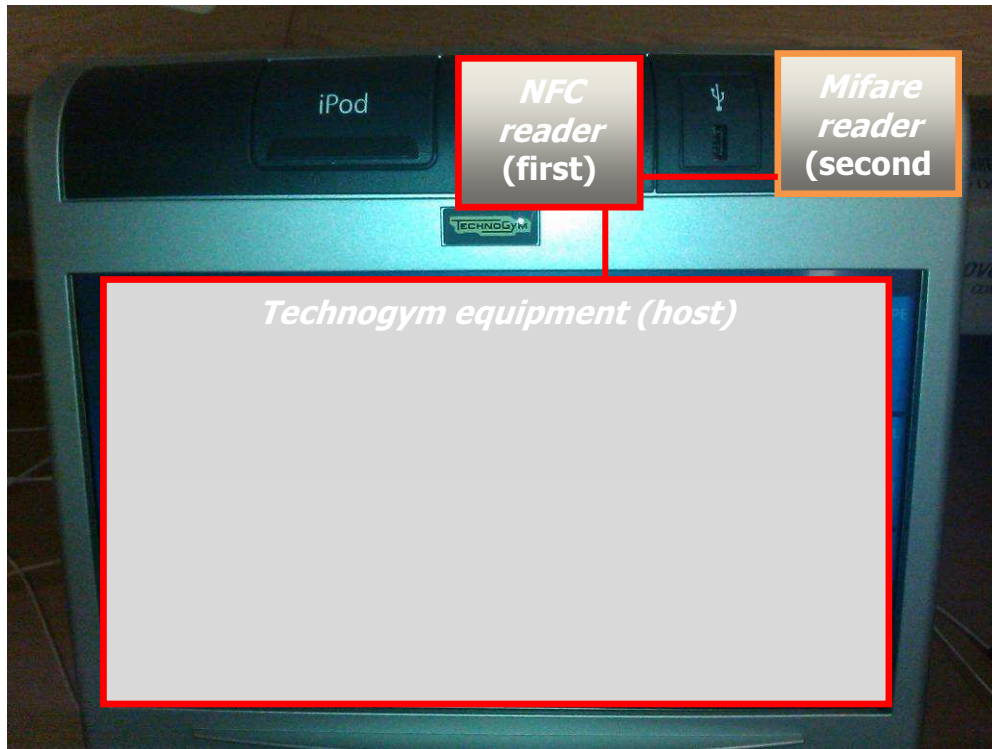 iPod
NFC
reader
(first)
Mifare
reader
(second
TECHNOGYM
Technogym equipment (host)